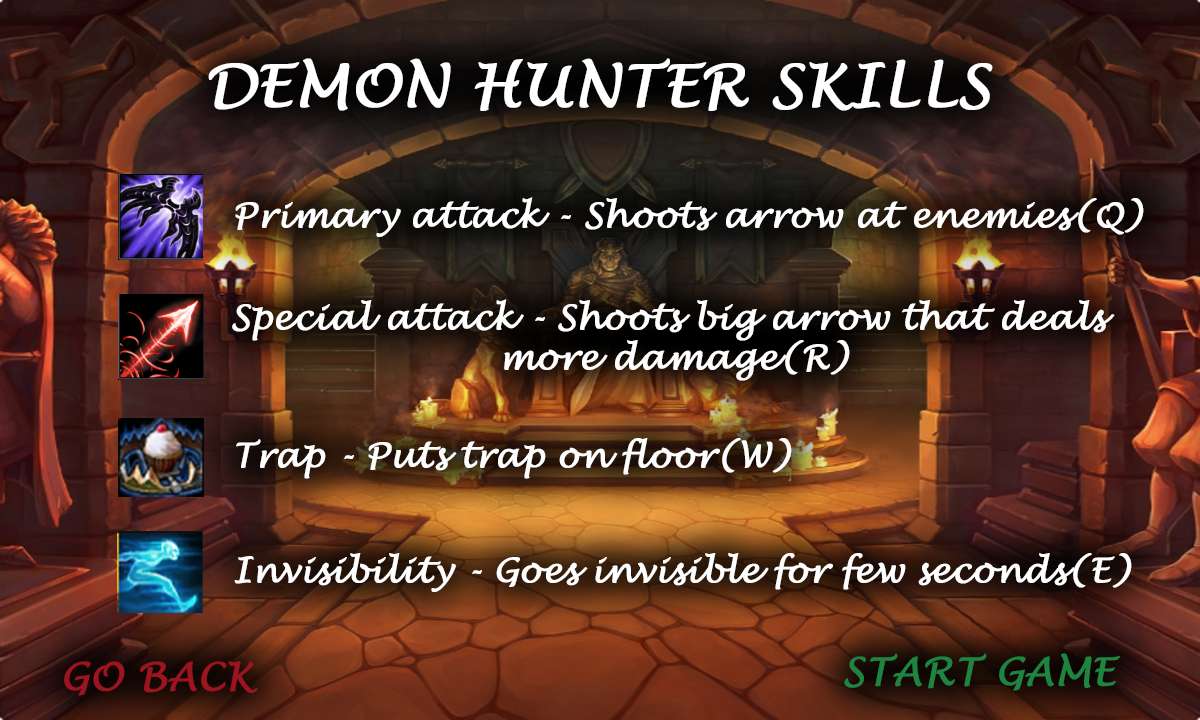 DEMON HUNTER SKILLS
Primary attack - Shoots arrow at enemies(Q)
Special attack - Shoots big arrow that deals
more damage(R)
Trap - Puts trap on floor(W)
Invisibility - Goes invisible for few seconds(E)
GO BACK
START GAME